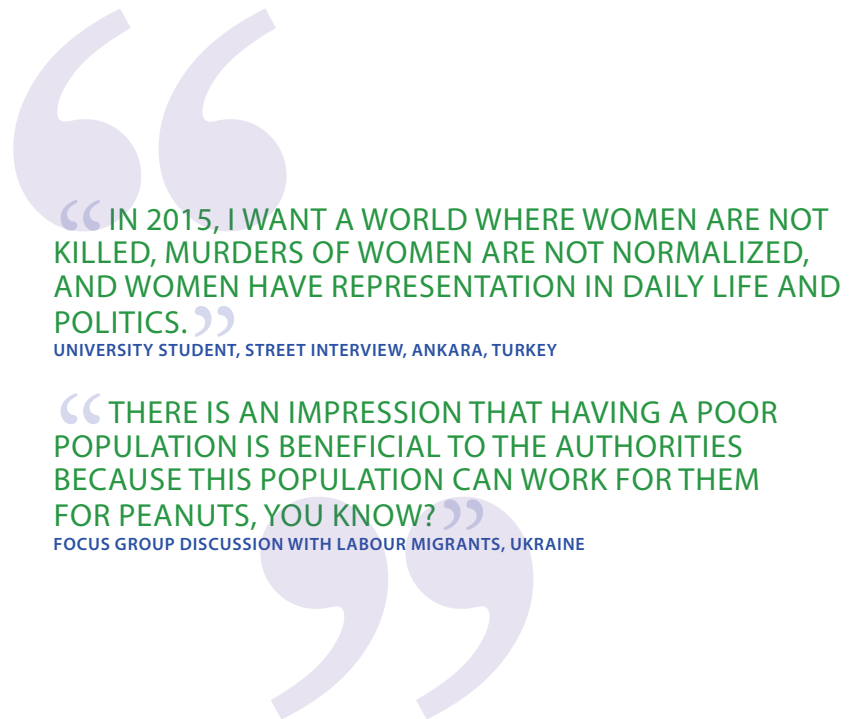 “ IN 2015, I WANT A WORLD WHERE WOMEN ARE NOT
KILLED, MURDERS OF WOMEN ARE NOT NORMALIZED,
AND WOMEN HAVE REPRESENTATION IN DAILY LIFE AND
POLITICS. ”
UNIVERSITY STUDENT, STREET INTERVIEW, ANKARA, TURKEY
“ THERE IS AN IMPRESSION THAT HAVING A POOR
POPULATION IS BENEFICIAL TO THE AUTHORITIES
BECAUSE THIS POPULATION CAN WORK FOR THEM
FOR PEANUTS, YOU KNOW? ”
FOCUS GROUP DISCUSSION WITH LABOUR MIGRANTS, UKRAINE